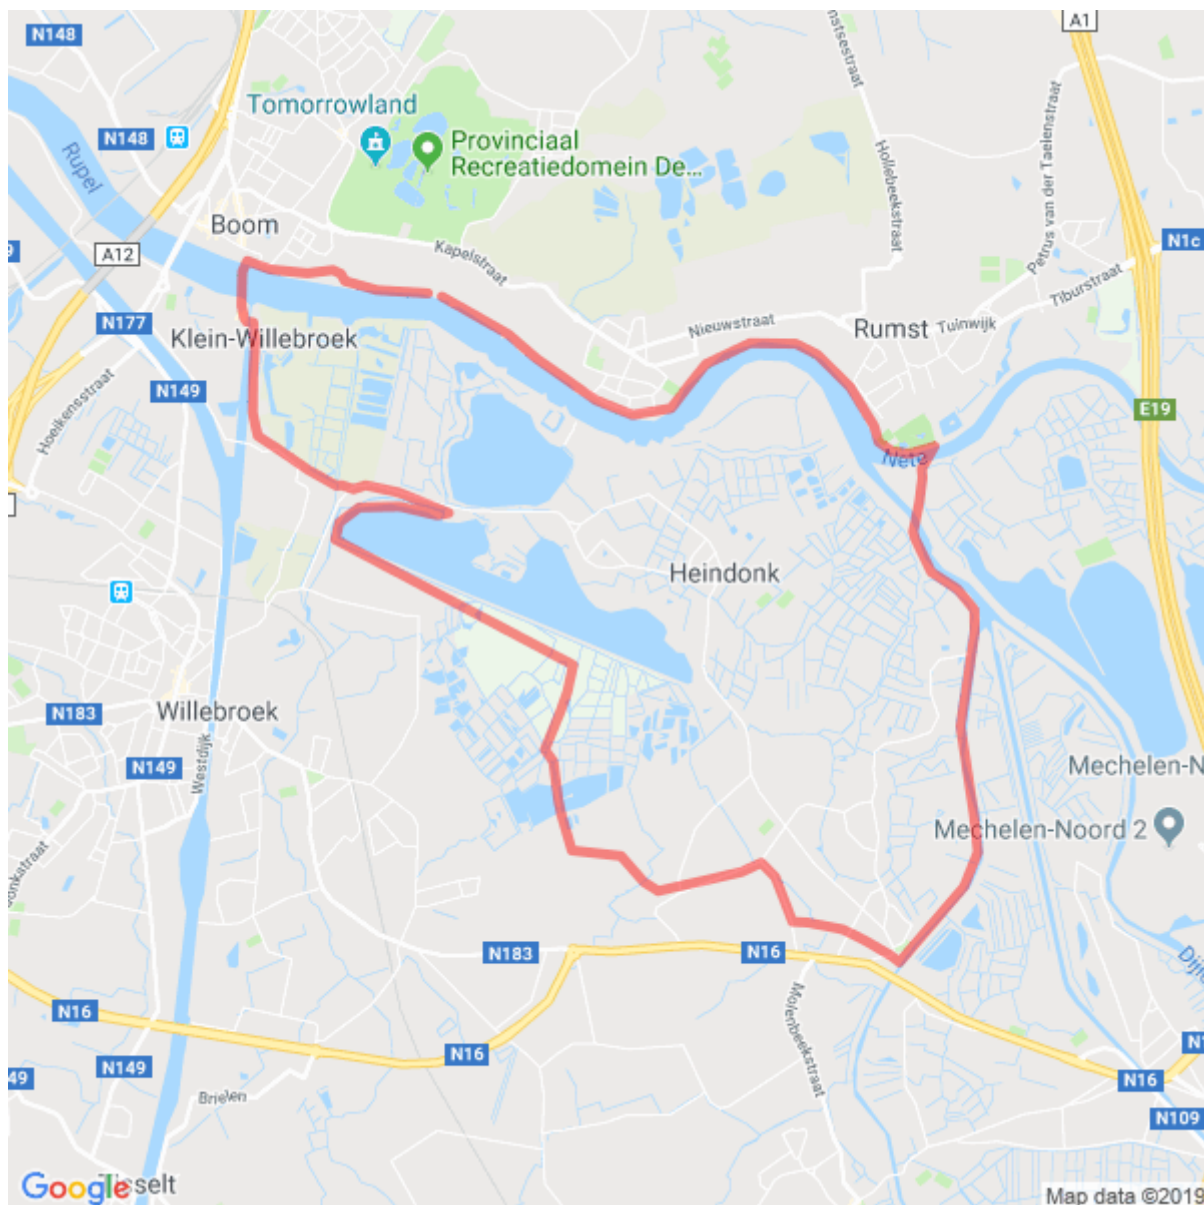 N148
A1
Tomorrowland
Provinciaal
Recreatiedomein De...
N148
Rupel
Hollebeekstraat
Petrus van der Taelenstraat
Boom
A12
Kapelstraat
N1c
Tiburstraat
N177
Klein-Willebroek
Nieuwstraat
Rumst
Tuinwijk
N149
Hoeikensstraat
E19
Nete
Heindonk
Willebroek
N183
Westdijk
N149
Mechelen-N
Mechelen-Noord 2
N183
N16
Molenbeekstraat
N16
N16
N149
Brielen
N16
N109
Google
Map data ©2019